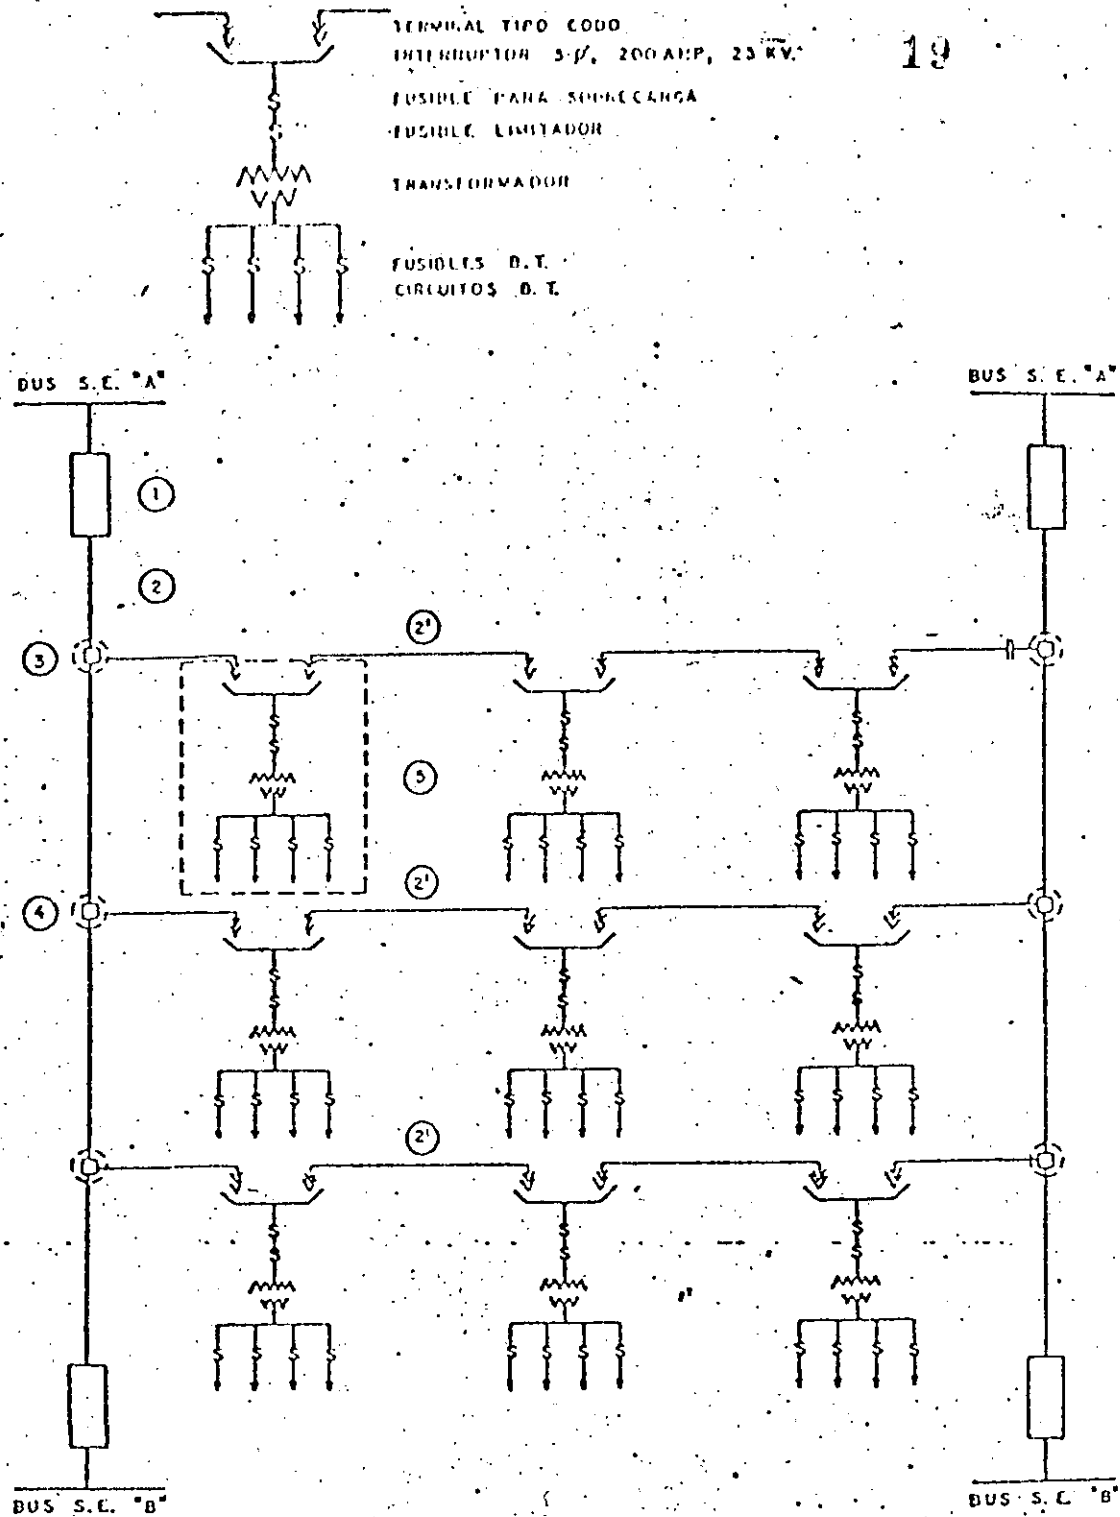 TERMINAL TIPO CODO
19
INTERRUPTOR 3-Ø, 200 AMP, 23 KV.
FUSIBLE PARA SOBRECARGA
FUSIBLE LIMITADOR
TRANSFORMADOR
FUSIBLES B.T.
CIRCUITOS B.T.
BUS S.E. "A"
BUS S.E. "A"
1
2
2'
3
5
2'
4
2'
BUS S.E. "B"
BUS S.E. "B"